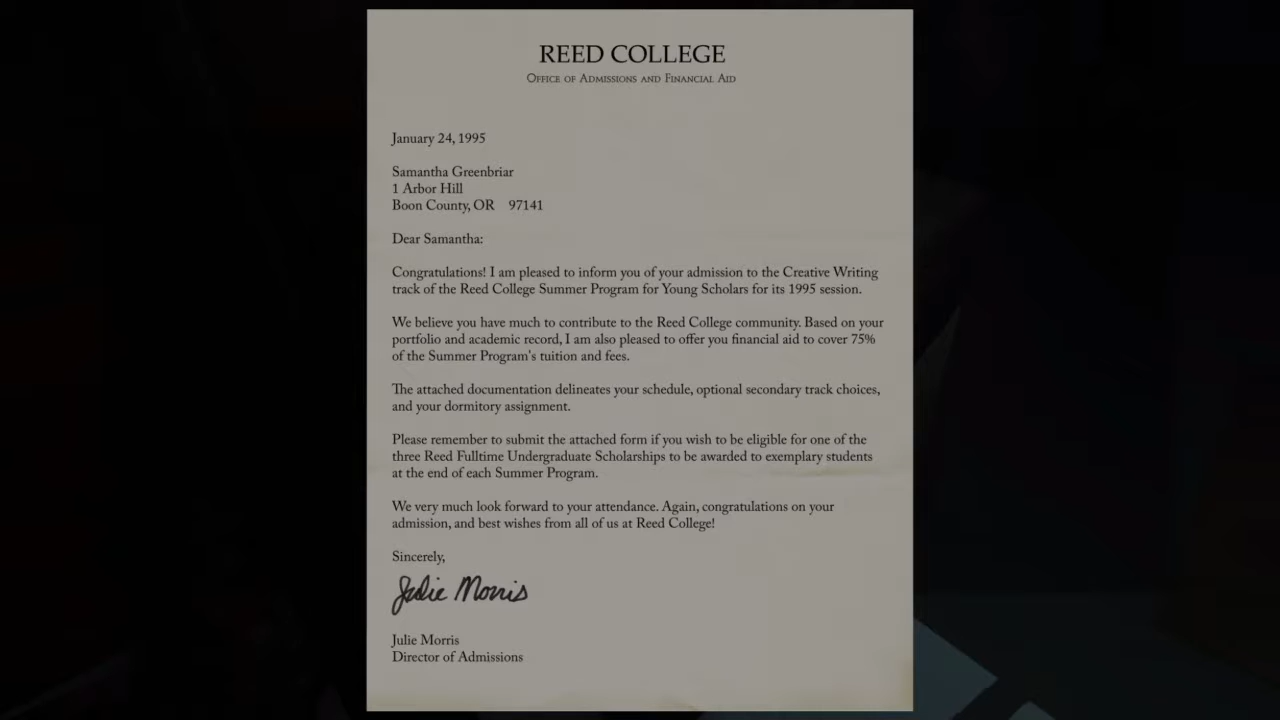 REED COLLEGE
Office of Admissions and Financial Aid
January 24, 1995
Samantha Greenbriar
1 Arbor Hill
Boon County, OR 97141
Dear Samantha:
Congratulations! I am pleased to inform you of your admission to the Creative Writing
track of the Reed College Summer Program for Young Scholars for its 1995 session.
We believe you have much to contribute to the Reed College community. Based on your
portfolio and academic record, I am also pleased to offer you financial aid to cover 75%
of the Summer Program's tuition and fees.
The attached documentation delineates your schedule, optional secondary track choices,
and your dormitory assignment.
Please remember to submit the attached form if you wish to be eligible for one of the
three Reed Fulltime Undergraduate Scholarships to be awarded to exemplary students
at the end of each Summer Program.
We very much look forward to your attendance. Again, congratulations on your
admission, and best wishes from all of us at Reed College!
Sincerely,
Julie Morris
Julie Morris
Director of Admissions